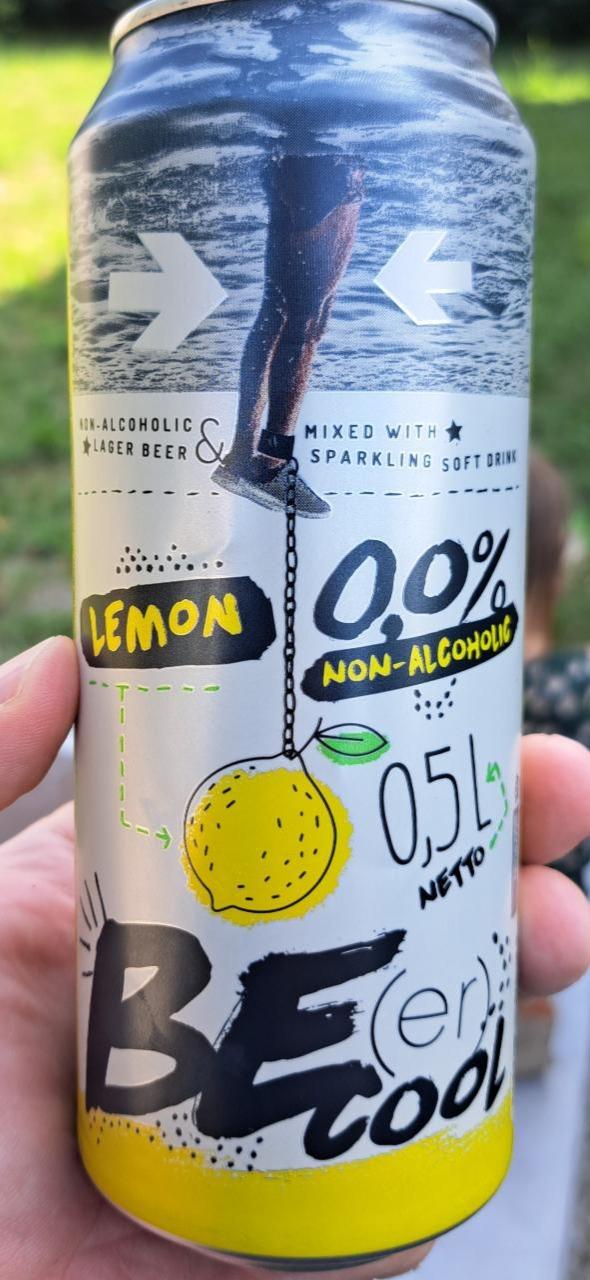 NON-ALCOHOLIC
LAGER BEER &
MIXED WITH
SPARKLING SOFT DRINK
LEMON
0,0%
NON-ALCOHOLIC
0,5L
NETTO
BE(er)
COOL